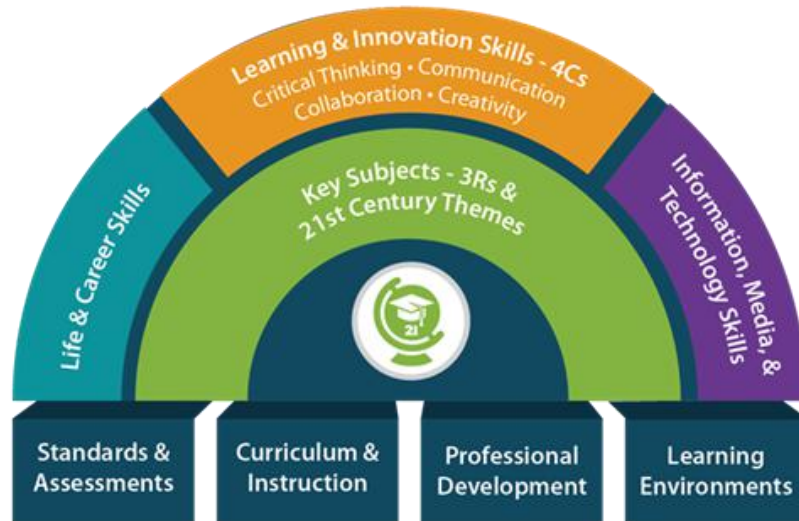 Learning & Innovation Skills - 4Cs
Critical Thinking • Communication
Collaboration • Creativity
Life & Career Skills
Key Subjects - 3Rs &
21st Century Themes
Information, Media, &
Technology Skills
21
Standards &
Assessments
Curriculum &
Instruction
Professional
Development
Learning
Environments